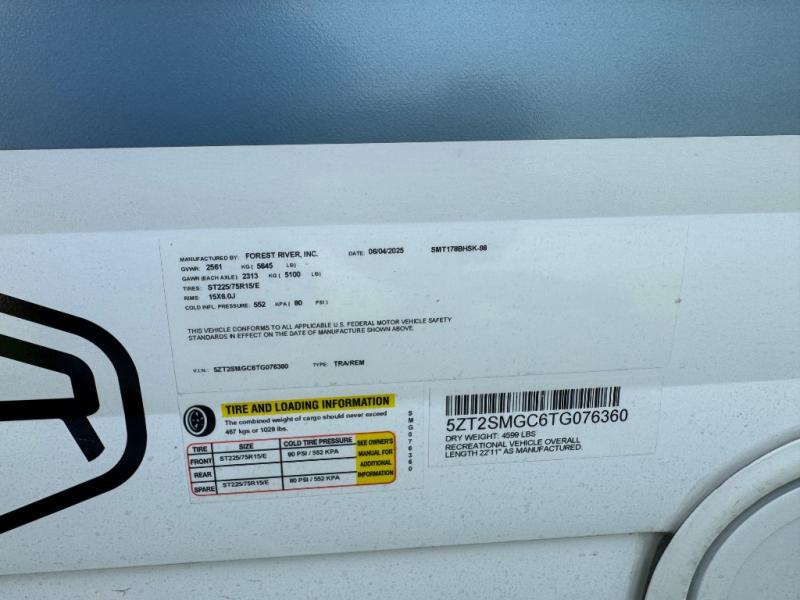 MANUFACTURED BY: FOREST RIVER, INC. DATE: 06/04/2025 SMT178BHSK-98
GVWR: 2561 KG ( 5645 LB)
GAWR (EACH AXLE): 2313 KG ( 5100 LB)
TIRES: ST225/75R15/E
RIMS: 15X6.0J
COLD INFL. PRESSURE: 552 KPA ( 80 PSI )
THIS VEHICLE CONFORMS TO ALL APPLICABLE U.S. FEDERAL MOTOR VEHICLE SAFETY
STANDARDS IN EFFECT ON THE DATE OF MANUFACTURE SHOWN ABOVE.
V.I.N.: 5ZT2SMGC6TG076360 TYPE: TRA/REM
TIRE AND LOADING INFORMATION
The combined weight of cargo should never exceed
467 kgs or 1029 lbs.
TIRE SIZE COLD TIRE PRESSURE
FRONT ST225/75R15/E 80 PSI / 552 KPA
REAR
SPARE ST225/75R15/E 80 PSI / 552 KPA
SEE OWNER'S
MANUAL FOR
ADDITIONAL
INFORMATION
SMG076360
5ZT2SMGC6TG076360
DRY WEIGHT: 4599 LBS
RECREATIONAL VEHICLE OVERALL
LENGTH 22'11" AS MANUFACTURED.